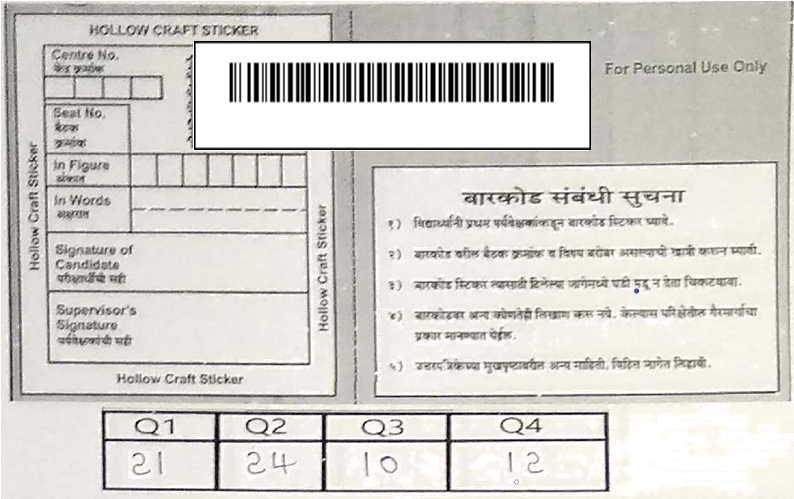 HOLLOW CRAFT STICKER
Centre No.
केंद्र क्रमांक
Seat No.
बैठक
क्रमांक
In Figure
अंकात
In Words
अक्षरात
Signature of
Candidate
परीक्षार्थीची सही
Supervisor's
Signature
पर्यवेक्षकांची सही
Hollow Craft Sticker
Hollow Craft Sticker
Hollow Craft Sticker
For Personal Use Only
बारकोड संबंधी सुचना
१) विद्यार्थ्यांनी प्रथम पर्यवेक्षकांकडून बारकोड स्टिकर घ्यावे.
२) बारकोड वरील बैठक क्रमांक व विषय बरोबर असल्याची खात्री करून घ्यावी.
३) बारकोड स्टिकर त्यासाठी दिलेल्या जागेमध्ये घडी पडू न देता चिकटवावा.
४) बारकोडवर अन्य कोणतेही लिखाण करू नये. केल्यास परिक्षेतील गैरमार्गाचा
प्रकार मानण्यात येईल.
५) उत्तरपत्रिकेच्या मुखपृष्ठावरील अन्य माहिती, विहित जागेत लिहावी.
Q1 Q2 Q3 Q4
21 24 10 12